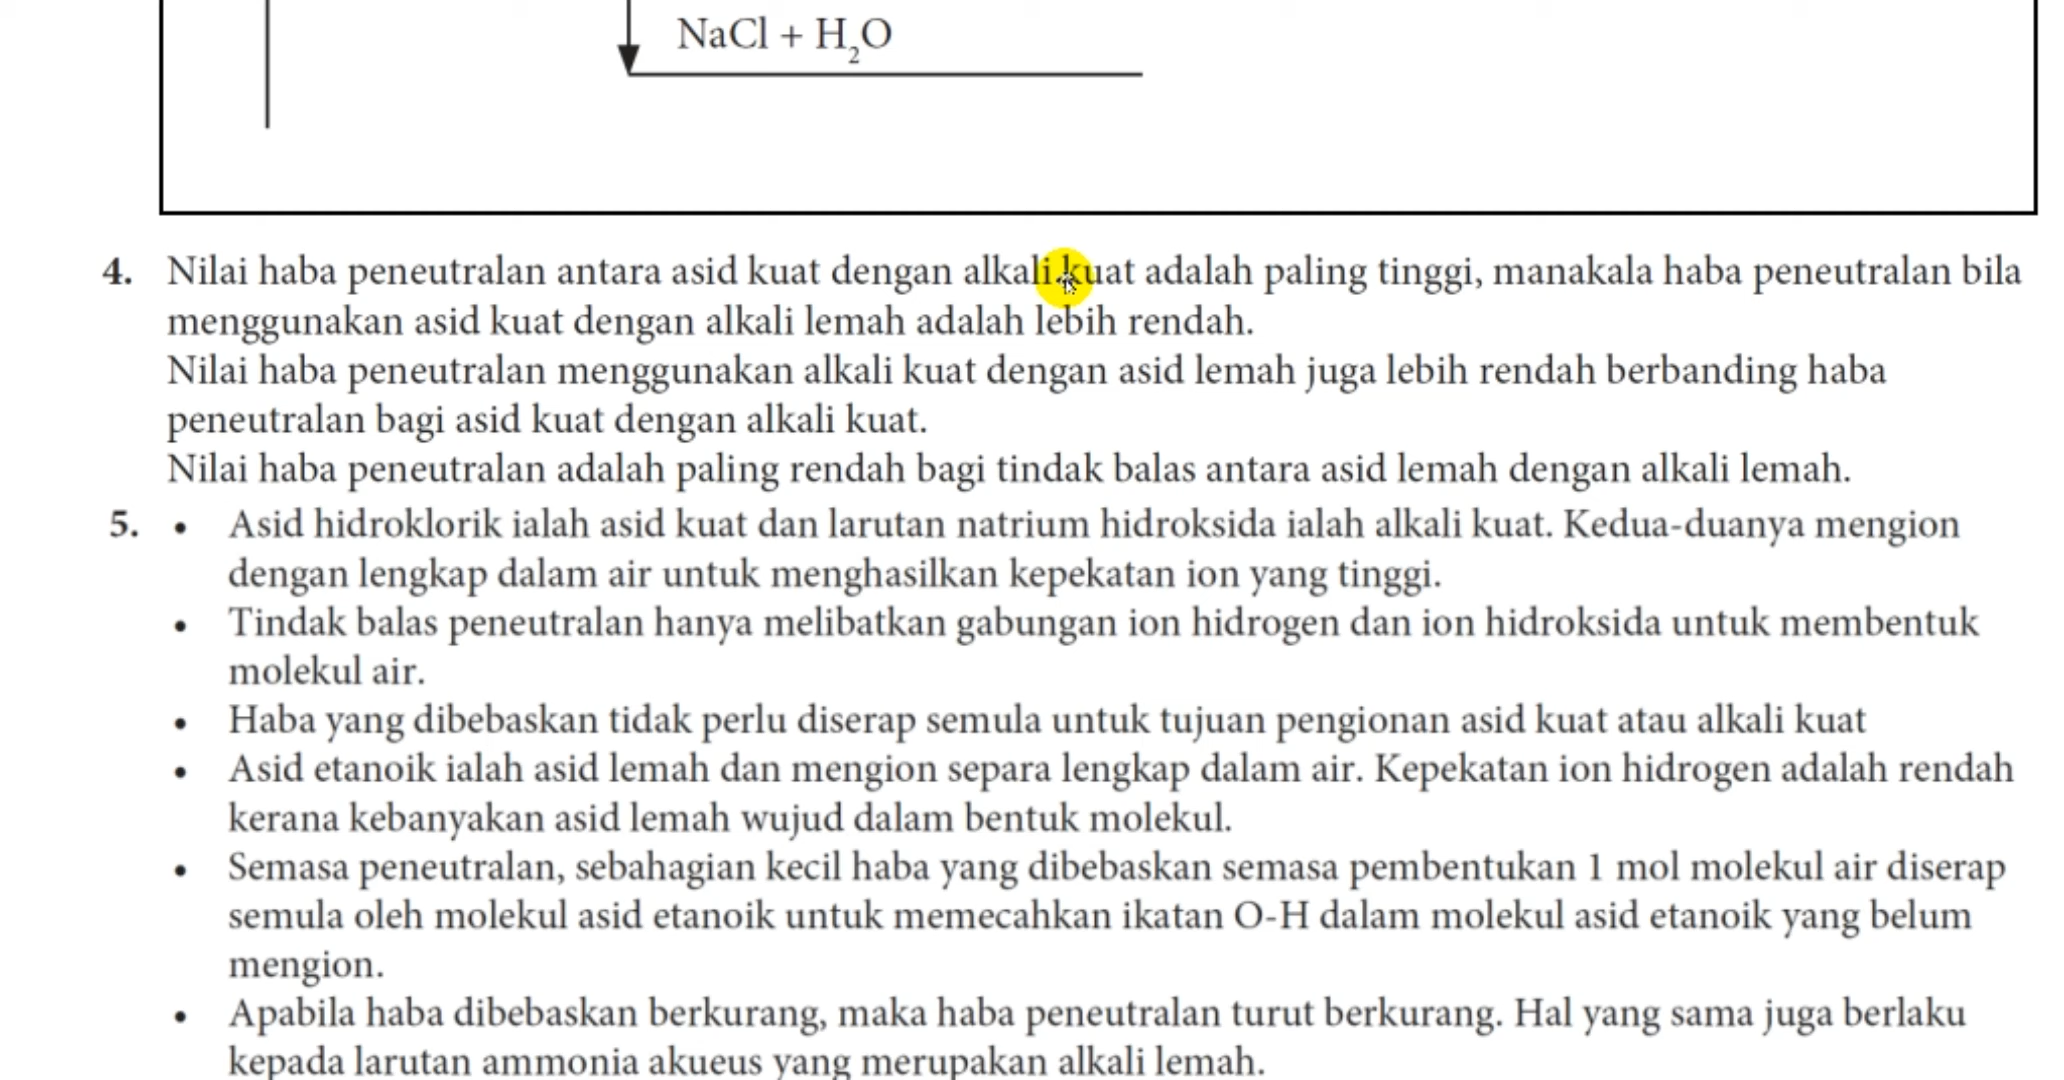 NaCl + H₂O
4. Nilai haba peneutralan antara asid kuat dengan alkali kuat adalah paling tinggi, manakala haba peneutralan bila
menggunakan asid kuat dengan alkali lemah adalah lebih rendah.
Nilai haba peneutralan menggunakan alkali kuat dengan asid lemah juga lebih rendah berbanding haba
peneutralan bagi asid kuat dengan alkali kuat.
Nilai haba peneutralan adalah paling rendah bagi tindak balas antara asid lemah dengan alkali lemah.
5. • Asid hidroklorik ialah asid kuat dan larutan natrium hidroksida ialah alkali kuat. Kedua-duanya mengion
dengan lengkap dalam air untuk menghasilkan kepekatan ion yang tinggi.
• Tindak balas peneutralan hanya melibatkan gabungan ion hidrogen dan ion hidroksida untuk membentuk
molekul air.
• Haba yang dibebaskan tidak perlu diserap semula untuk tujuan pengionan asid kuat atau alkali kuat
• Asid etanoik ialah asid lemah dan mengion separa lengkap dalam air. Kepekatan ion hidrogen adalah rendah
kerana kebanyakan asid lemah wujud dalam bentuk molekul.
• Semasa peneutralan, sebahagian kecil haba yang dibebaskan semasa pembentukan 1 mol molekul air diserap
semula oleh molekul asid etanoik untuk memecahkan ikatan O-H dalam molekul asid etanoik yang belum
mengion.
• Apabila haba dibebaskan berkurang, maka haba peneutralan turut berkurang. Hal yang sama juga berlaku
kepada larutan ammonia akueus yang merupakan alkali lemah.